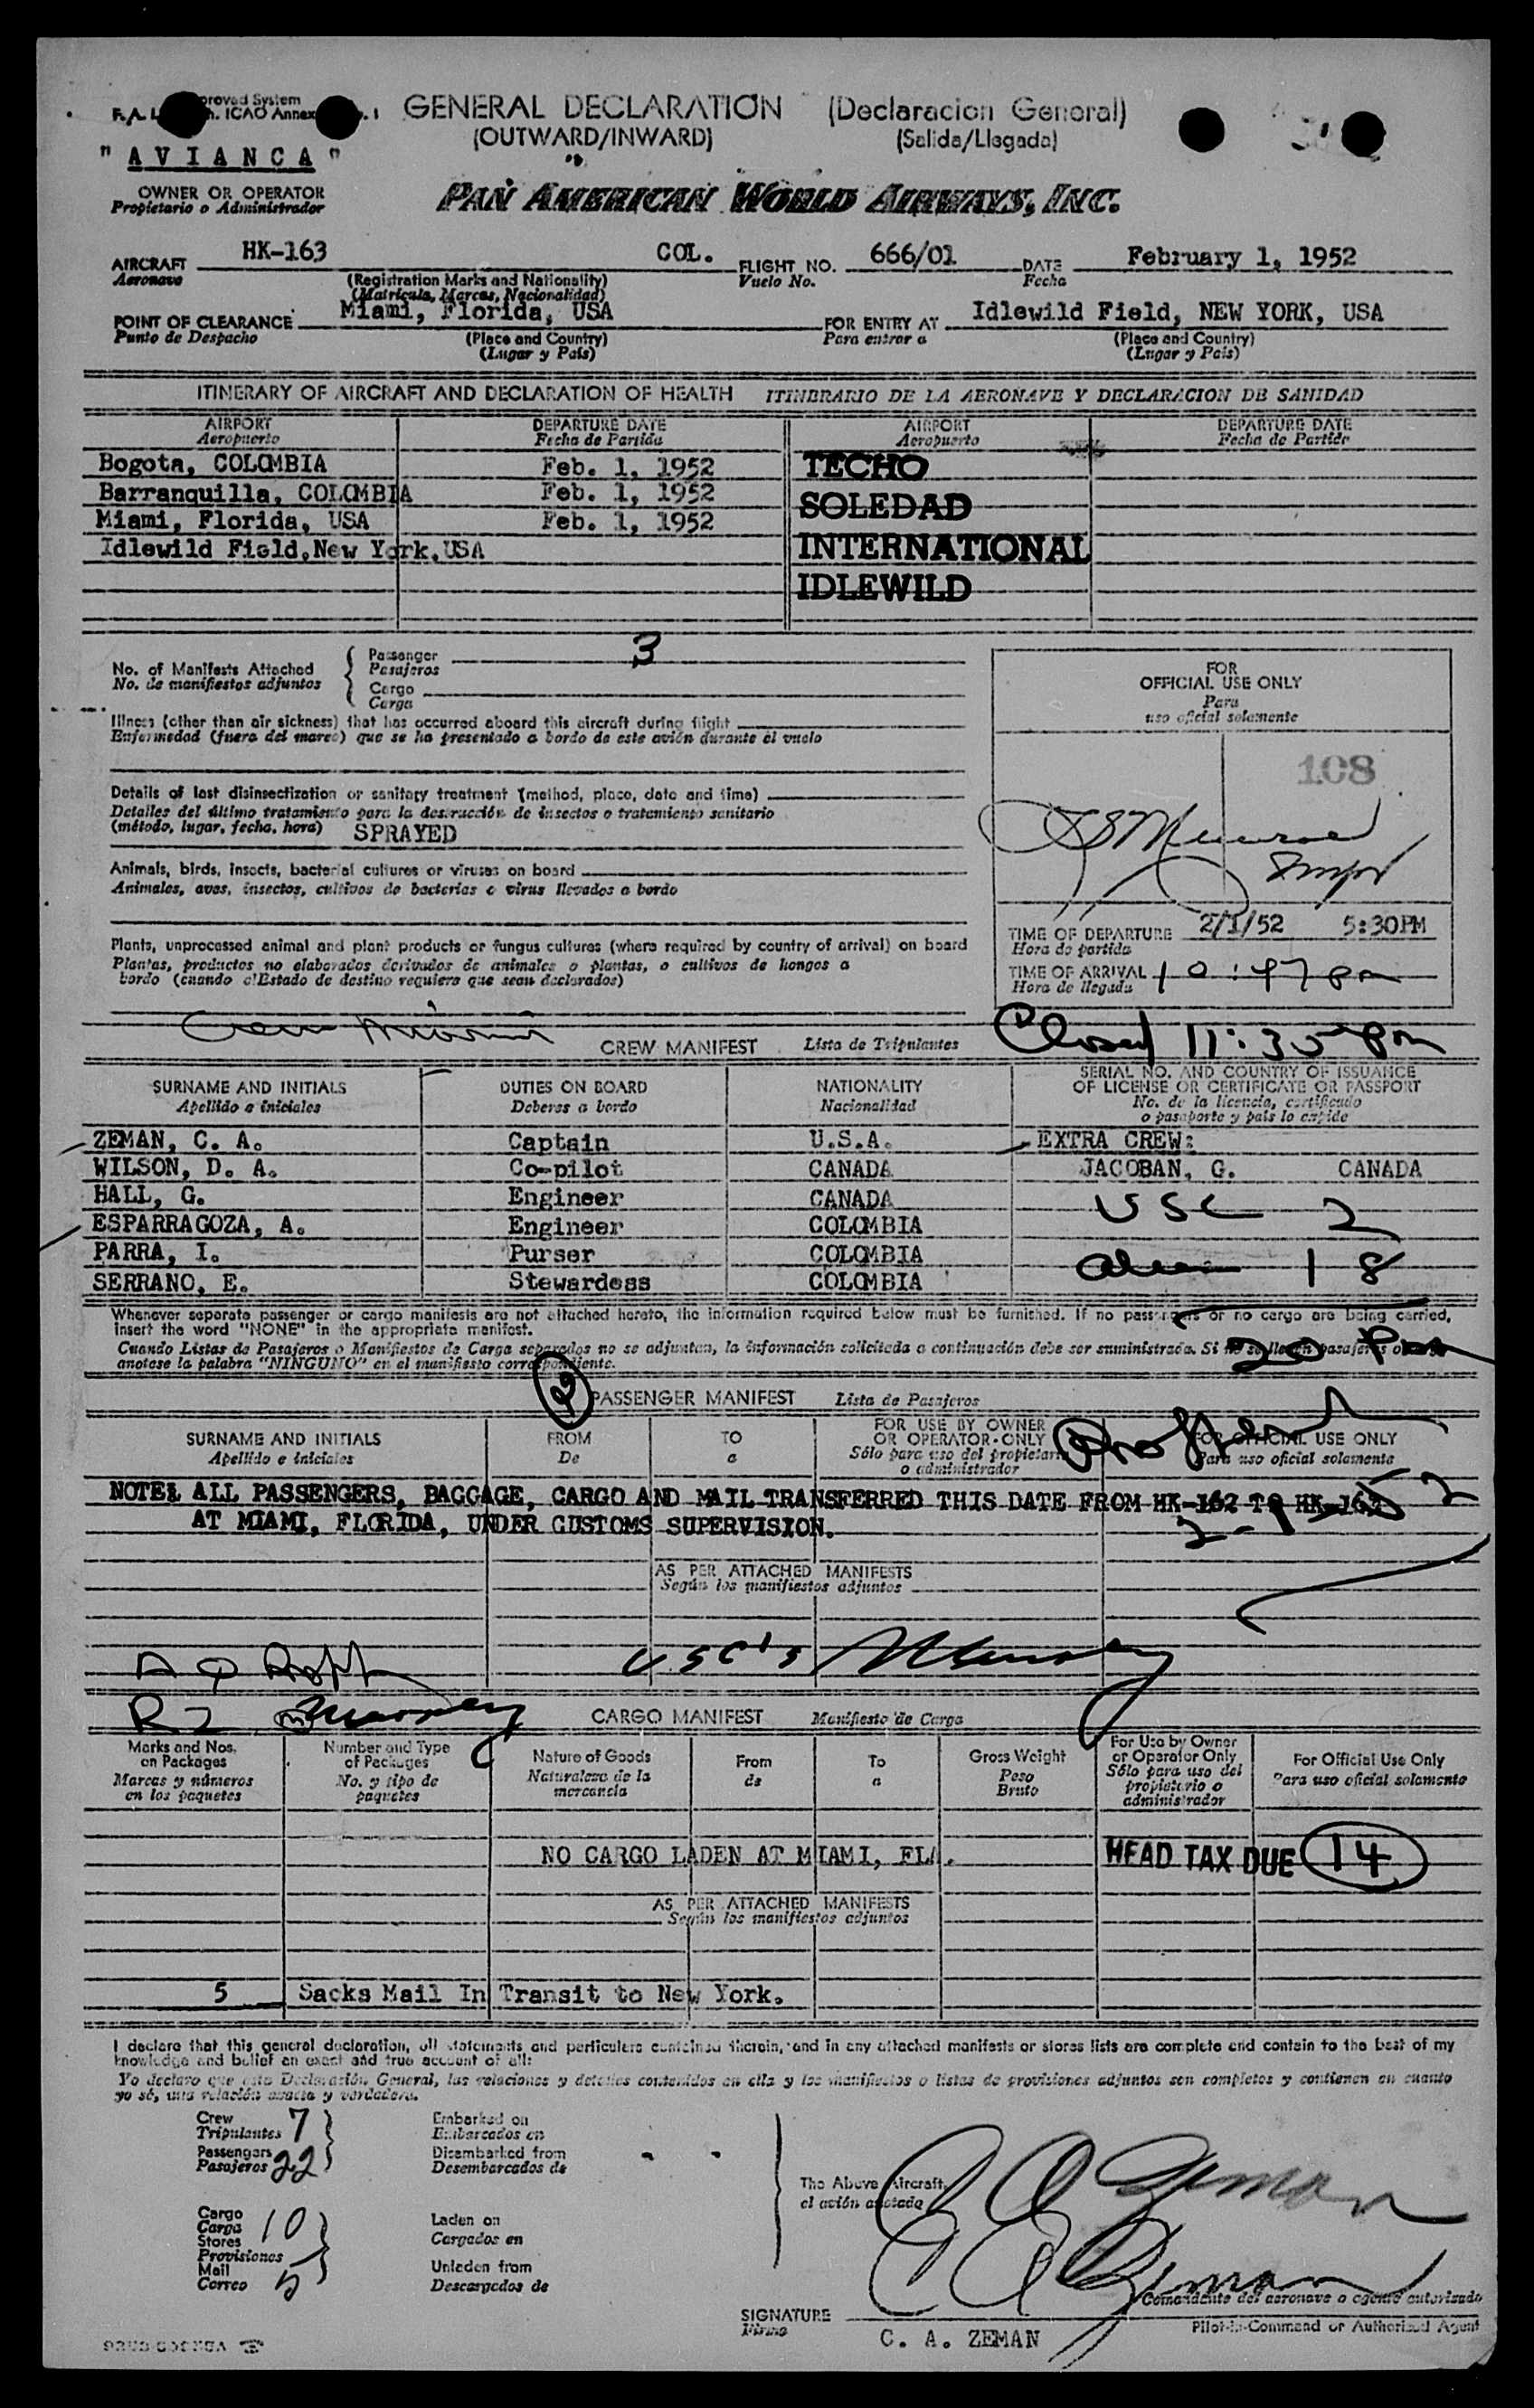 F.A.L. proved System
ICAO Annex
GENERAL DECLARATION (Declaracion General)
(OUTWARD/INWARD) (Salida/Llegada)
"AVIANCA"
OWNER OR OPERATOR
Propietario o Administrador
PAN AMERICAN WORLD AIRWAYS, INC.
AIRCRAFT HK-163 COL. FLIGHT NO. 666/01 DATE February 1, 1952
Aeronave (Registration Marks and Nationality) Vuelo No. Fecha
(Matricula, Marcas, Nacionalidad)
POINT OF CLEARANCE Miami, Florida, USA FOR ENTRY AT Idlewild Field, NEW YORK, USA
Punto de Despacho (Place and Country) Para entrar a (Place and Country)
(Lugar y País) (Lugar y País)
ITINERARY OF AIRCRAFT AND DECLARATION OF HEALTH ITINERARIO DE LA AERONAVE Y DECLARACION DE SANIDAD
AIRPORT DEPARTURE DATE AIRPORT DEPARTURE DATE
Aeropuerto Fecha de Partida Aeropuerto Fecha de Partida
Bogota, COLOMBIA Feb. 1, 1952 TECHO
Barranquilla, COLOMBIA Feb. 1, 1952 SOLEDAD
Miami, Florida, USA Feb. 1, 1952 INTERNATIONAL
Idlewild Field, New York, USA IDLEWILD
No. of Manifests Attached Passenger 3
No. de manifiestos adjuntos Pasajeros
Cargo
Carga
FOR
OFFICIAL USE ONLY
Para
uso oficial solamente
Illness (other than air sickness) that has occurred aboard this aircraft during flight
Enfermedad (fuera del mareo) que se ha presentado a bordo de este avión durante el vuelo
108
Details of last disinsectization or sanitary treatment (method, place, date and time)
Detalles del último tratamiento para la destrucción de insectos o tratamiento sanitario
(método, lugar, fecha, hora) SPRAYED
Animals, birds, insects, bacterial cultures or viruses on board
Animales, aves, insectos, cultivos de bacterias o virus llevados a bordo
Plants, unprocessed animal and plant products or fungus cultures (where required by country of arrival) on board
Plantas, productos no elaborados derivados de animales o plantas, o cultivos de hongos a
bordo (cuando el Estado de destino requiera que sean declarados)
TIME OF DEPARTURE 2/1/52 5:30PM
Hora de partida
TIME OF ARRIVAL 10:47 pm
Hora de llegada
Closed 11:35 pm
CREW MANIFEST Lista de Tripulantes
SURNAME AND INITIALS DUTIES ON BOARD NATIONALITY SERIAL NO. AND COUNTRY OF ISSUANCE
OF LICENSE OR CERTIFICATE OR PASSPORT
Apellido e iniciales Deberes a bordo Nacionalidad No. de la licencia, certificado
o pasaporte y país lo expide
ZEMAN, C. A. Captain U.S.A. EXTRA CREW:
WILSON, D. A. Co-pilot CANADA JACOBAN, G. CANADA
HALL, G. Engineer CANADA USC 2
ESPARRAGOZA, A. Engineer COLOMBIA
PARRA, I. Purser COLOMBIA alien 18
SERRANO, E. Stewardess COLOMBIA
Whenever separate passenger or cargo manifests are not attached hereto, the information required below must be furnished. If no passengers or no cargo are being carried,
insert the word "NONE" in the appropriate manifest.
Cuando Listas de Pasajeros o Manifiestos de Carga separados no se adjuntan, la información solicitada a continuación debe ser suministrada. Si no se llevan pasajeros o
anotese la palabra "NINGUNO" en el manifiesto correspondiente.
20
2 PASSENGER MANIFEST Lista de Pasajeros
SURNAME AND INITIALS FROM TO FOR USE BY OWNER
OR OPERATOR ONLY FOR OFFICIAL USE ONLY
Apellido e iniciales De a Sólo para uso del propietario
o administrador Para uso oficial solamente
NOTE: ALL PASSENGERS, BAGGAGE, CARGO AND MAIL TRANSFERRED THIS DATE FROM HK-162 TO HK-163
AT MIAMI, FLORIDA, UNDER CUSTOMS SUPERVISION.
AS PER ATTACHED MANIFESTS
Según los manifiestos adjuntos
USC's
CARGO MANIFEST Manifiesto de Carga
Marks and Nos.
on Packages
Marcas y números
en los paquetes
Number and Type
of Packages
No. y tipo de
paquetes
Nature of Goods
Naturaleza de la
mercancia
From
de
To
a
Gross Weight
Peso
Bruto
For Use by Owner
or Operator Only
Sólo para uso del
propietario o
administrador
For Official Use Only
Para uso oficial solamente
NO CARGO LADEN AT MIAMI, FLA. HEAD TAX DUE 14
AS PER ATTACHED MANIFESTS
Según los manifiestos adjuntos
5 Sacks Mail In Transit to New York.
I declare that this general declaration, all statements and particulars contained therein, and in any attached manifests or stores lists are complete and contain to the best of my
knowledge and belief an exact and true account of all:
Yo declaro que esta Declaración General, las relaciones y detalles contenidos en ella y los manifiestos o listas de provisiones adjuntos son completos y contienen en cuanto
yo sé, una relación exacta y verdadera.
Crew 7 Embarked on
Tripulantes Embarcados en
Passengers 22 Disembarked from
Pasajeros Desembarcados de
The Above Aircraft
el avión anotado
C A Zeman
Cargo 10 Laden on
Carga Cargados en
Stores
Provisiones
Mail 5 Unladen from
Correo Descargados de
C A Zeman
Comandante del aeronave o agente autorizado
SIGNATURE
Firma C. A. ZEMAN Pilot-in-Command or Authorized Agent